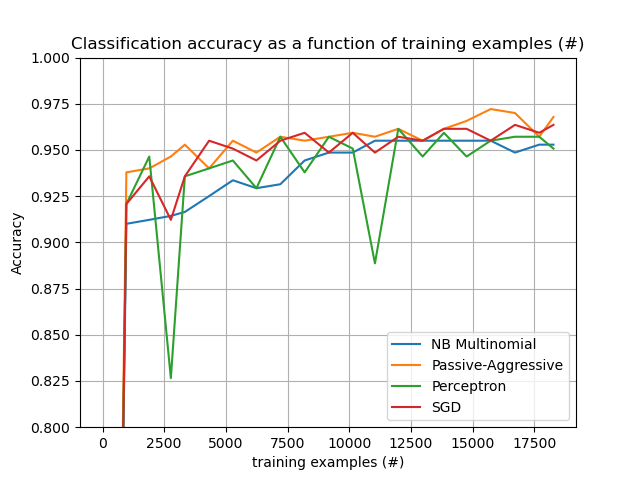 Classification accuracy as a function of training examples (#)
1.000
0.975
0.950
0.925
0.900
0.875
0.850
0.825
0.800
Accuracy
NB Multinomial
Passive-Aggressive
Perceptron
SGD
0 2500 5000 7500 10000 12500 15000 17500
training examples (#)